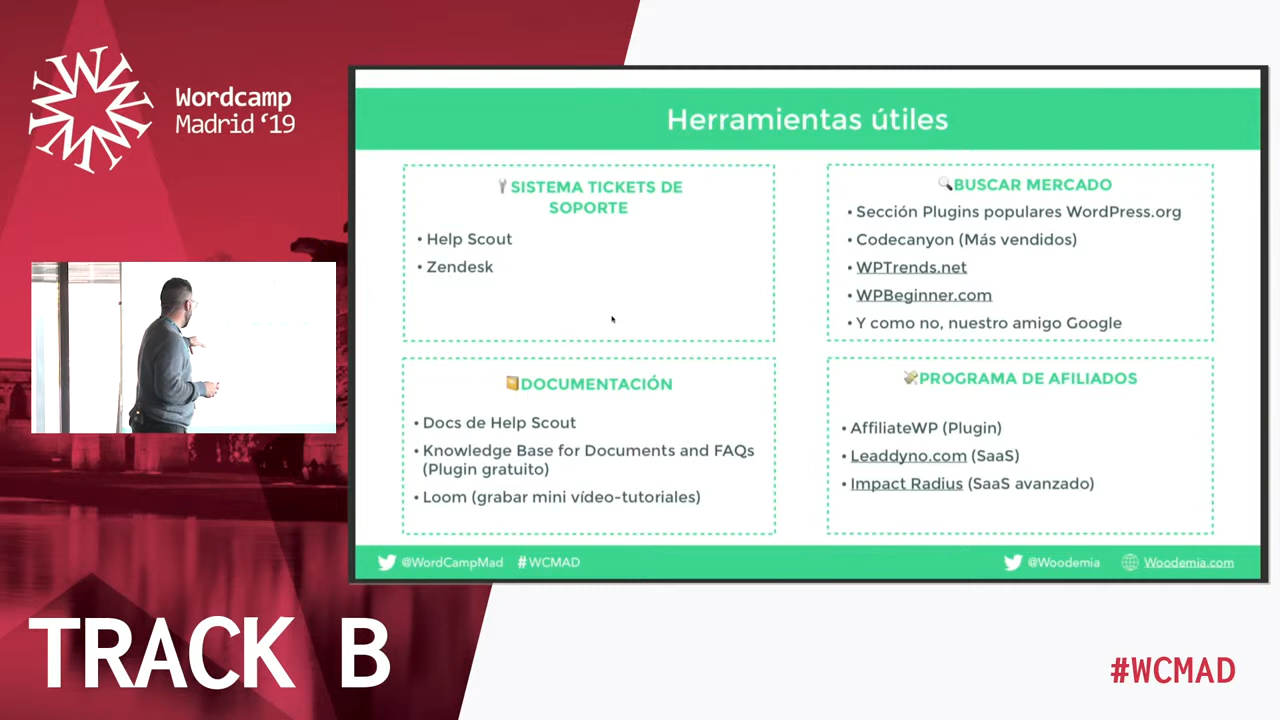 Wordcamp
Madrid ‘19
Herramientas útiles
SISTEMA TICKETS DE
SOPORTE
• Help Scout
• Zendesk
BUSCAR MERCADO
• Sección Plugins populares WordPress.org
• Codecanyon (Más vendidos)
• WPTrends.net
• WPBeginner.com
• Y como no, nuestro amigo Google
DOCUMENTACIÓN
• Docs de Help Scout
• Knowledge Base for Documents and FAQs
(Plugin gratuito)
• Loom (grabar mini vídeo-tutoriales)
PROGRAMA DE AFILIADOS
• AffiliateWP (Plugin)
• Leaddyno.com (SaaS)
• Impact Radius (SaaS avanzado)
@WordCampMad #WCMAD
@Woodemia Woodemia.com
TRACK B
#WCMAD